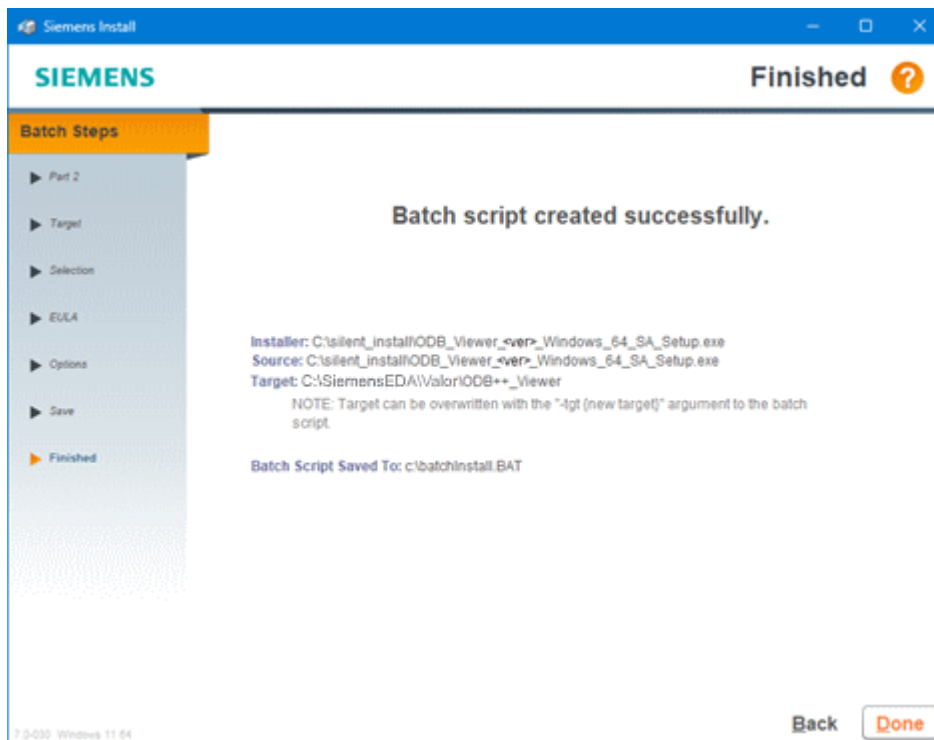 Siemens Install
SIEMENS
Finished
?
Batch Steps
Part 2
Target
Selection
EULA
Options
Save
Finished
Batch script created successfully.
Installer: C:\silent_install\ODB_Viewer_<ver>_Windows_64_SA_Setup.exe
Source: C:\silent_install\ODB_Viewer_<ver>_Windows_64_SA_Setup.exe
Target: C:\SiemensEDA\Valor\ODB++_Viewer
NOTE: Target can be overwritten with the "-tgt {new target}" argument to the batch
script.
Batch Script Saved To: c:\batchInstall.BAT
Back
Done
7.0-030 Windows 11 64